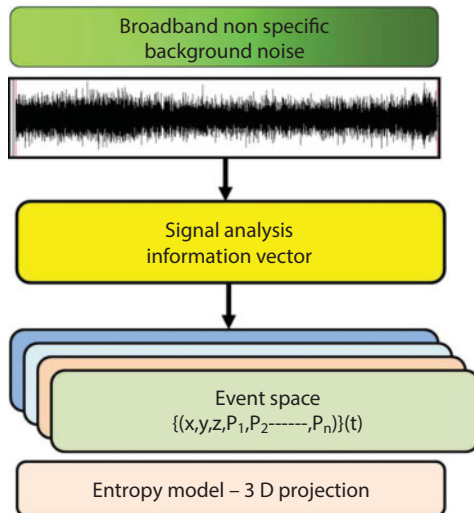 Broadband non specific
background noise
Signal analysis
information vector
Event space
{(x,y,z,P₁,P₂------,Pₙ)}(t)
Entropy model – 3 D projection